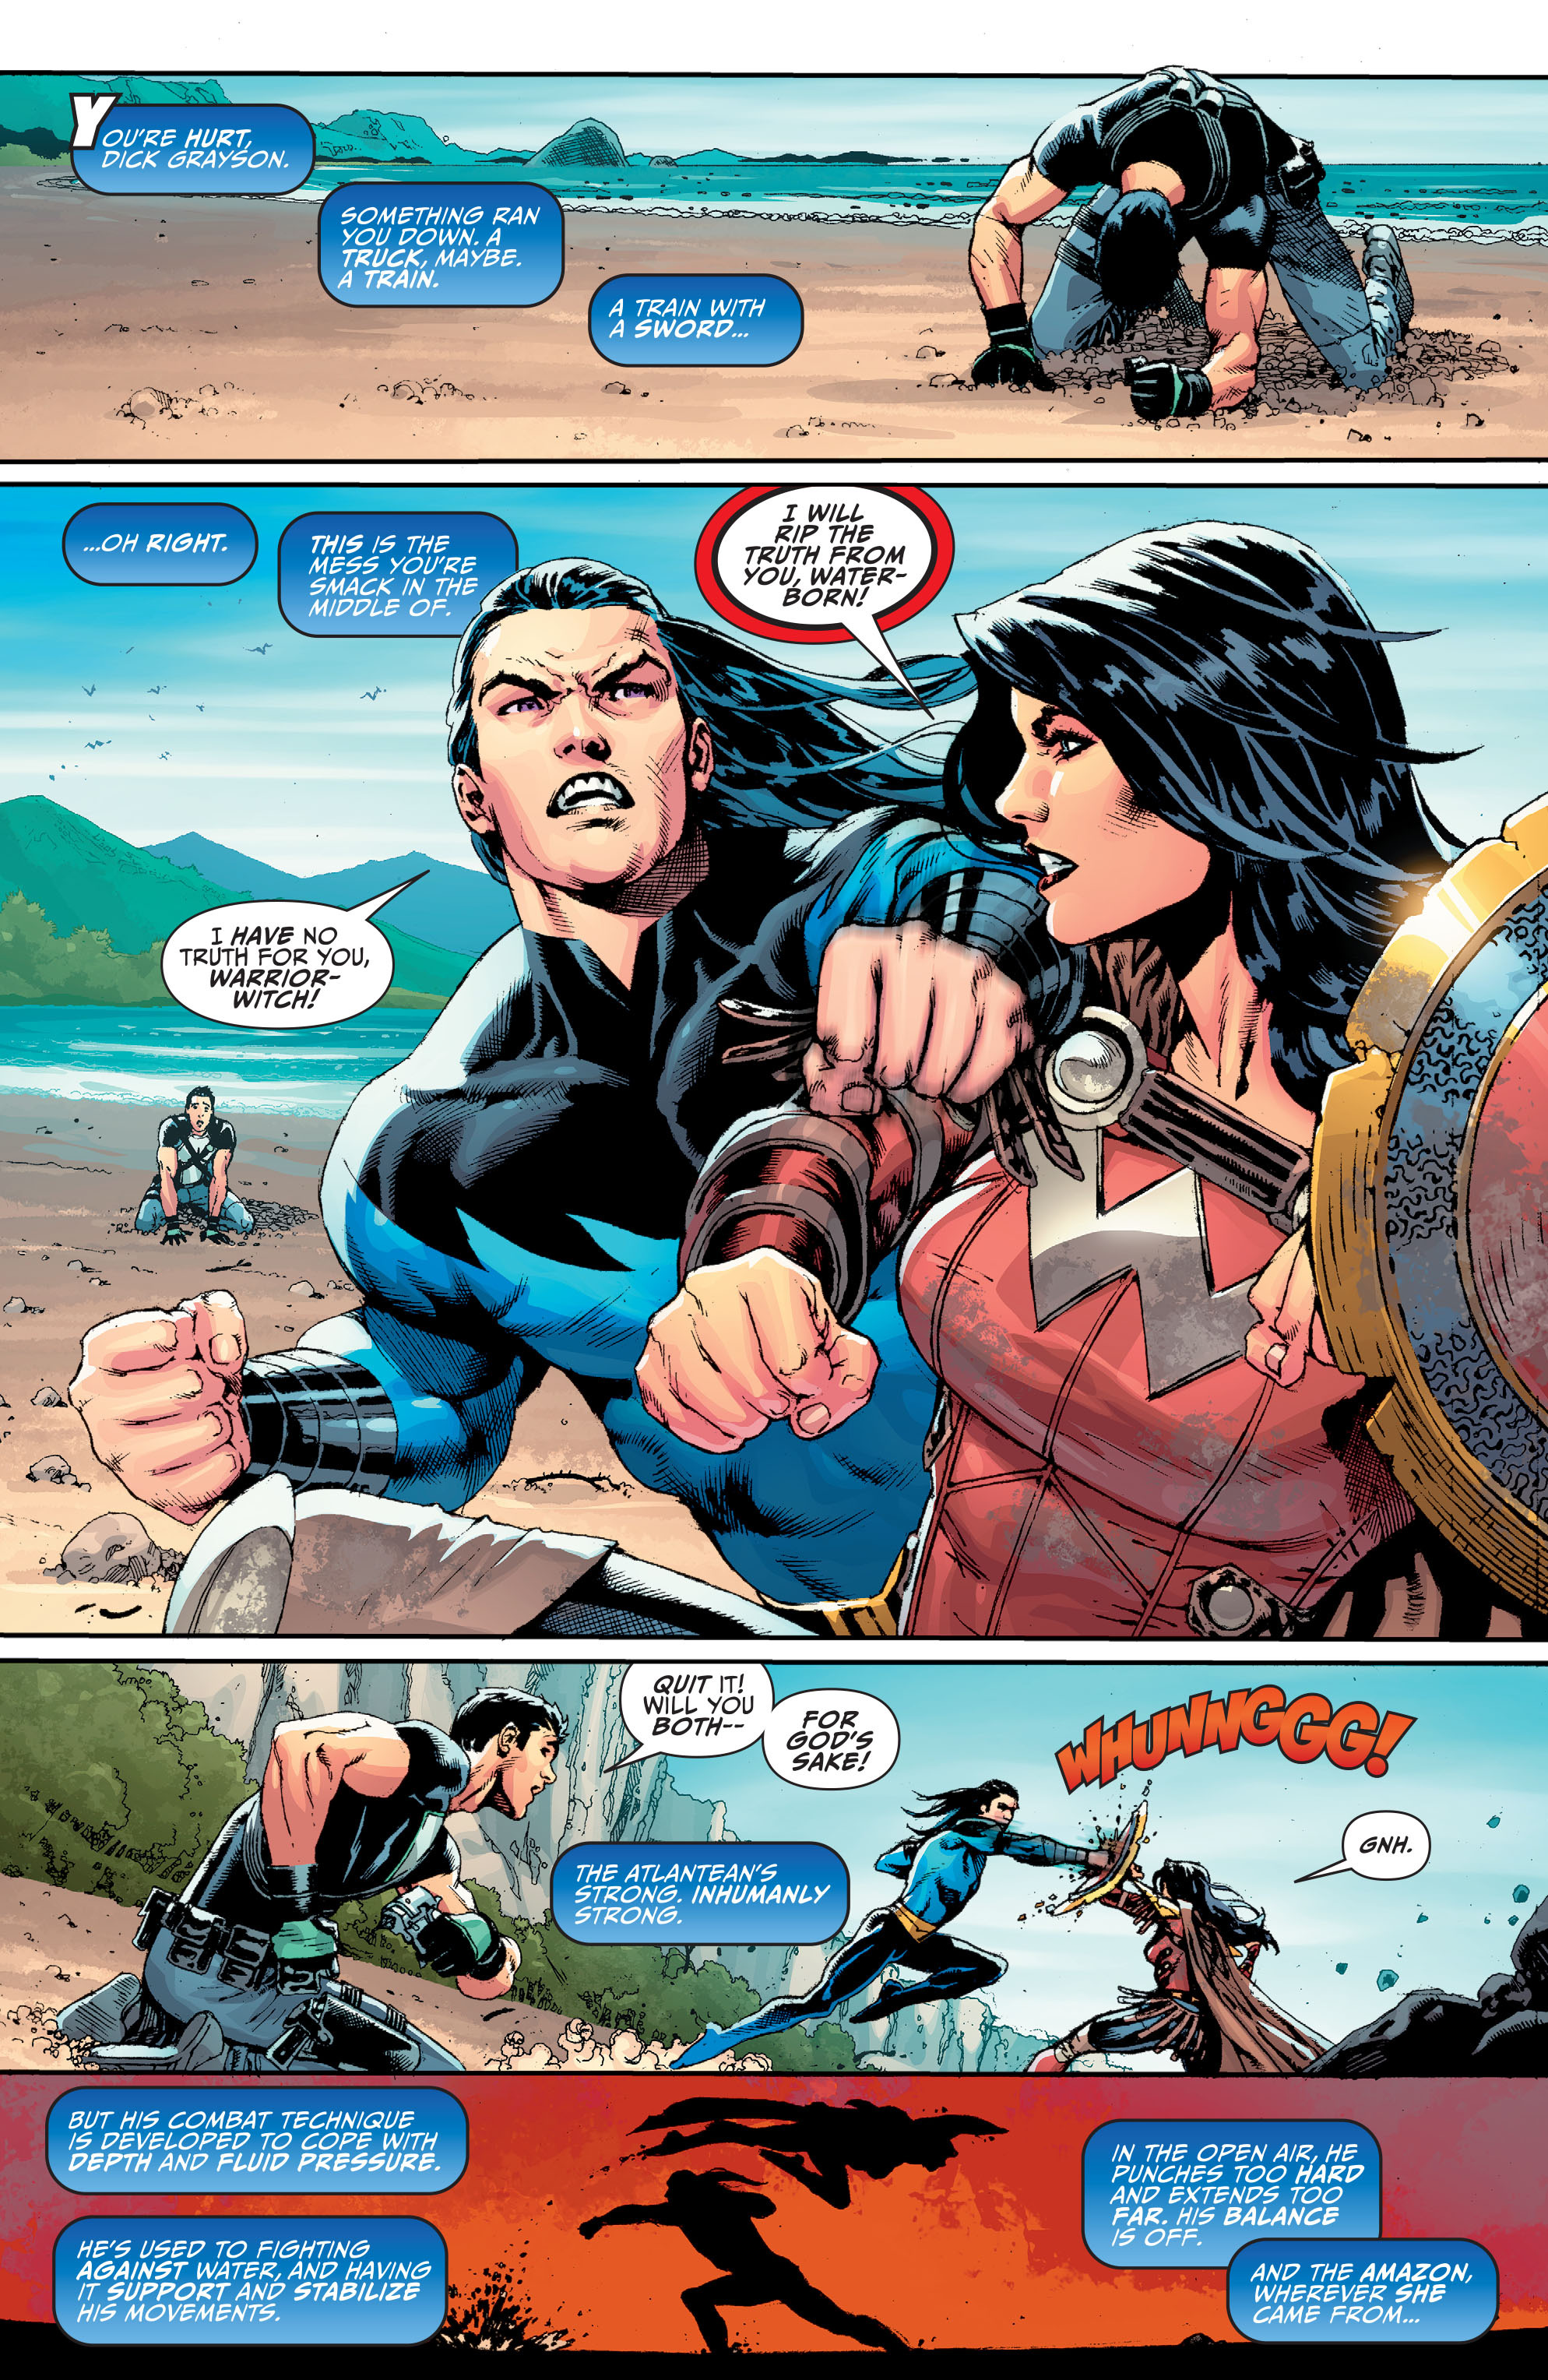 YOU'RE HURT,
DICK GRAYSON.
SOMETHING RAN
YOU DOWN. A
TRUCK, MAYBE.
A TRAIN.
A TRAIN WITH
A SWORD...
...OH RIGHT.
THIS IS THE
MESS YOU'RE
SMACK IN THE
MIDDLE OF.
I WILL
RIP THE
TRUTH FROM
YOU, WATER-
BORN!
I HAVE NO
TRUTH FOR YOU,
WARRIOR-
WITCH!
QUIT IT!
WILL YOU
BOTH--
FOR
GOD'S
SAKE!
WHUNNGGG!
GNH.
THE ATLANTEAN'S
STRONG. INHUMANLY
STRONG.
BUT HIS COMBAT TECHNIQUE
IS DEVELOPED TO COPE WITH
DEPTH AND FLUID PRESSURE.
HE'S USED TO FIGHTING
AGAINST WATER, AND HAVING
IT SUPPORT AND STABILIZE
HIS MOVEMENTS.
IN THE OPEN AIR, HE
PUNCHES TOO HARD
AND EXTENDS TOO
FAR. HIS BALANCE
IS OFF.
AND THE AMAZON,
WHEREVER SHE
CAME FROM...